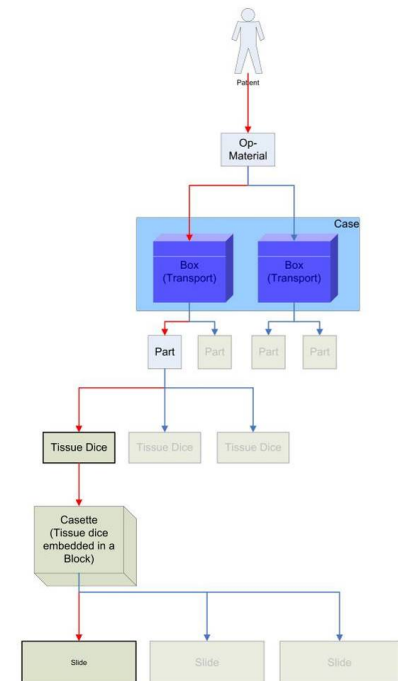 Patient
Op-
Material
Case
Box
(Transport)
Box
(Transport)
Part
Part
Part
Part
Tissue Dice
Tissue Dice
Tissue Dice
Casette
(Tissue dice
embedded in a
Block)
Slide
Slide
Slide